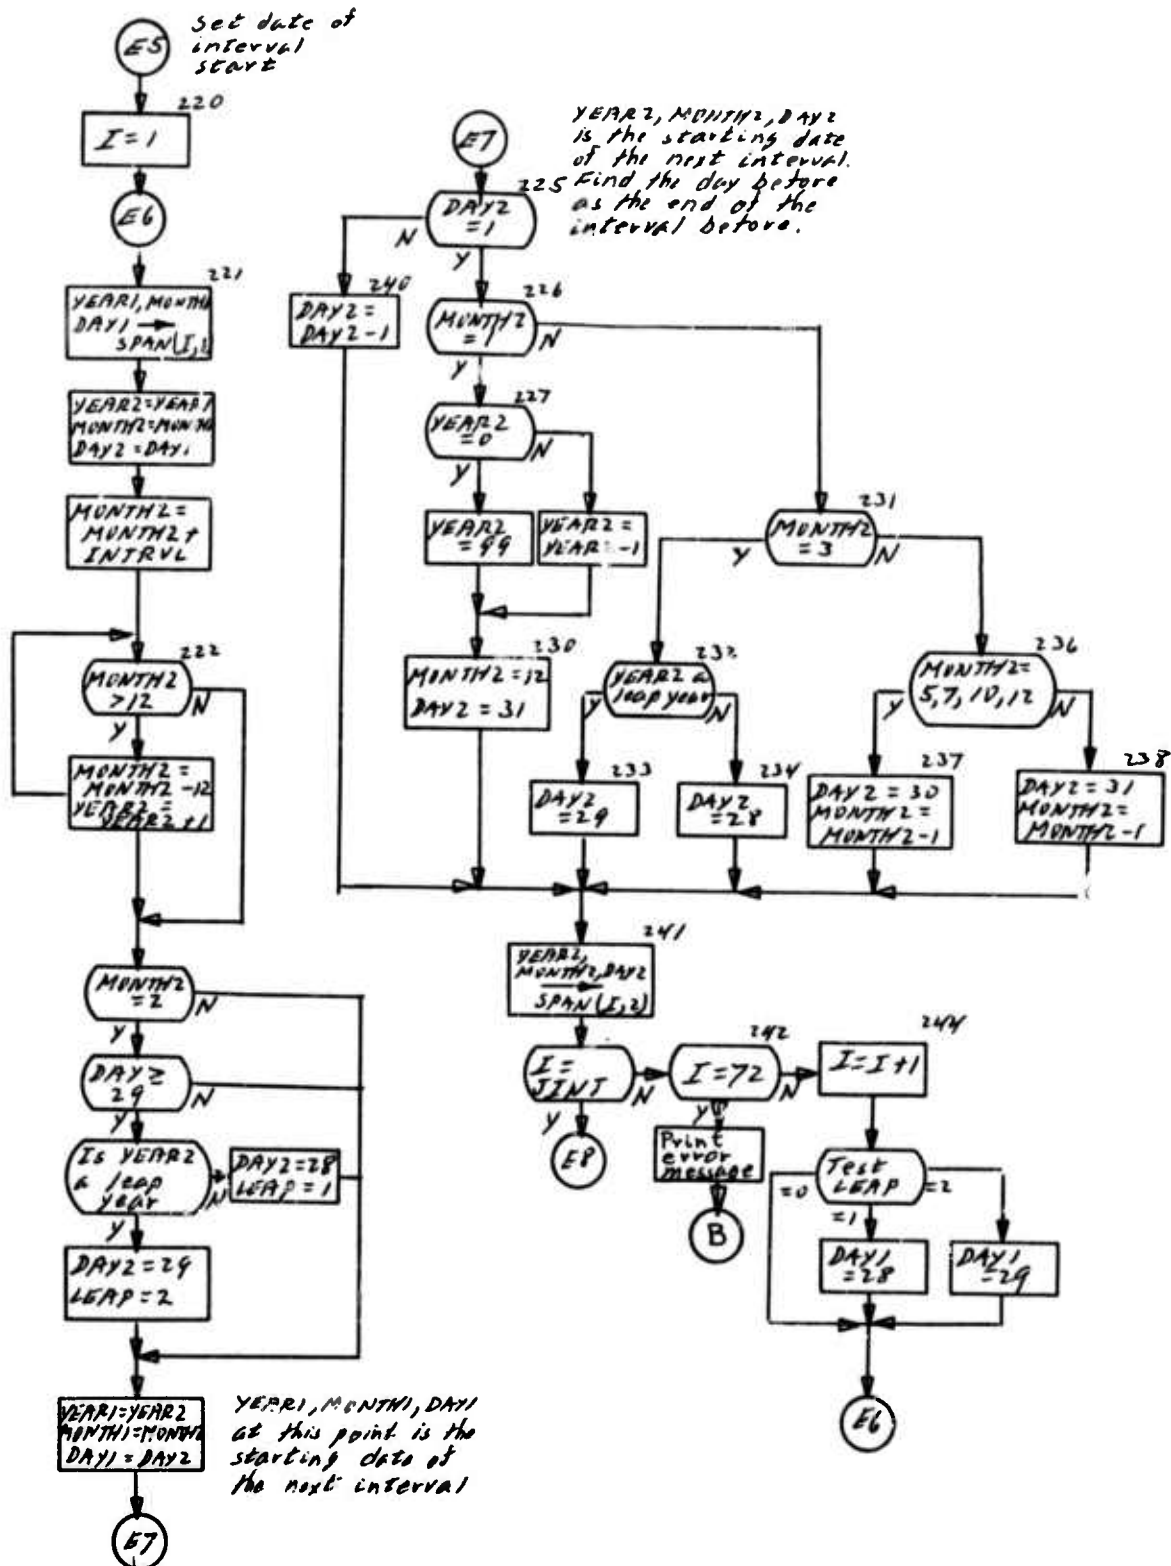 E5
Set date of
interval
start
220
I = 1
E6
221
YEAR1, MONTH1
DAY1 →
SPAN(I,1)
YEAR2=YEAR1
MONTH2=MONTH1
DAY2=DAY1
MONTH2=
MONTH2+
INTRVL
222
MONTH2
>12
N
Y
MONTH2=
MONTH2-12
YEAR2=
YEAR2+1
MONTH2
=2
N
Y
DAY≥
29
N
Y
Is YEAR2
a leap
year
N
DAY2=28
LEAP=1
Y
DAY2=29
LEAP=2
YEAR1=YEAR2
MONTH1=MONTH2
DAY1=DAY2
YEAR1, MONTH1, DAY1
at this point is the
starting date of
the next interval
E7
E7
YEAR2, MONTH2, DAY2
is the starting date
of the next interval.
Find the day before
as the end of the
interval before.
225
DAY2
=1
N
Y
240
DAY2=
DAY2-1
226
MONTH2
=1
N
Y
227
YEAR2
=0
N
Y
YEAR2
=99
YEAR2=
YEAR2-1
230
MONTH2=12
DAY2=31
231
MONTH2
=3
Y
N
232
YEAR2 a
leap year
Y
N
233
DAY2
=29
234
DAY2
=28
236
MONTH2=
5,7,10,12
Y
N
237
DAY2=30
MONTH2=
MONTH2-1
238
DAY2=31
MONTH2=
MONTH2-1
241
YEAR2,
MONTH2, DAY2
→
SPAN(I,2)
I=
JINT
N
Y
E8
242
I=72
N
Y
Print
error
message
B
244
I=I+1
Test
LEAP
=0
=1
=2
DAY1
=28
DAY1
=29
E6